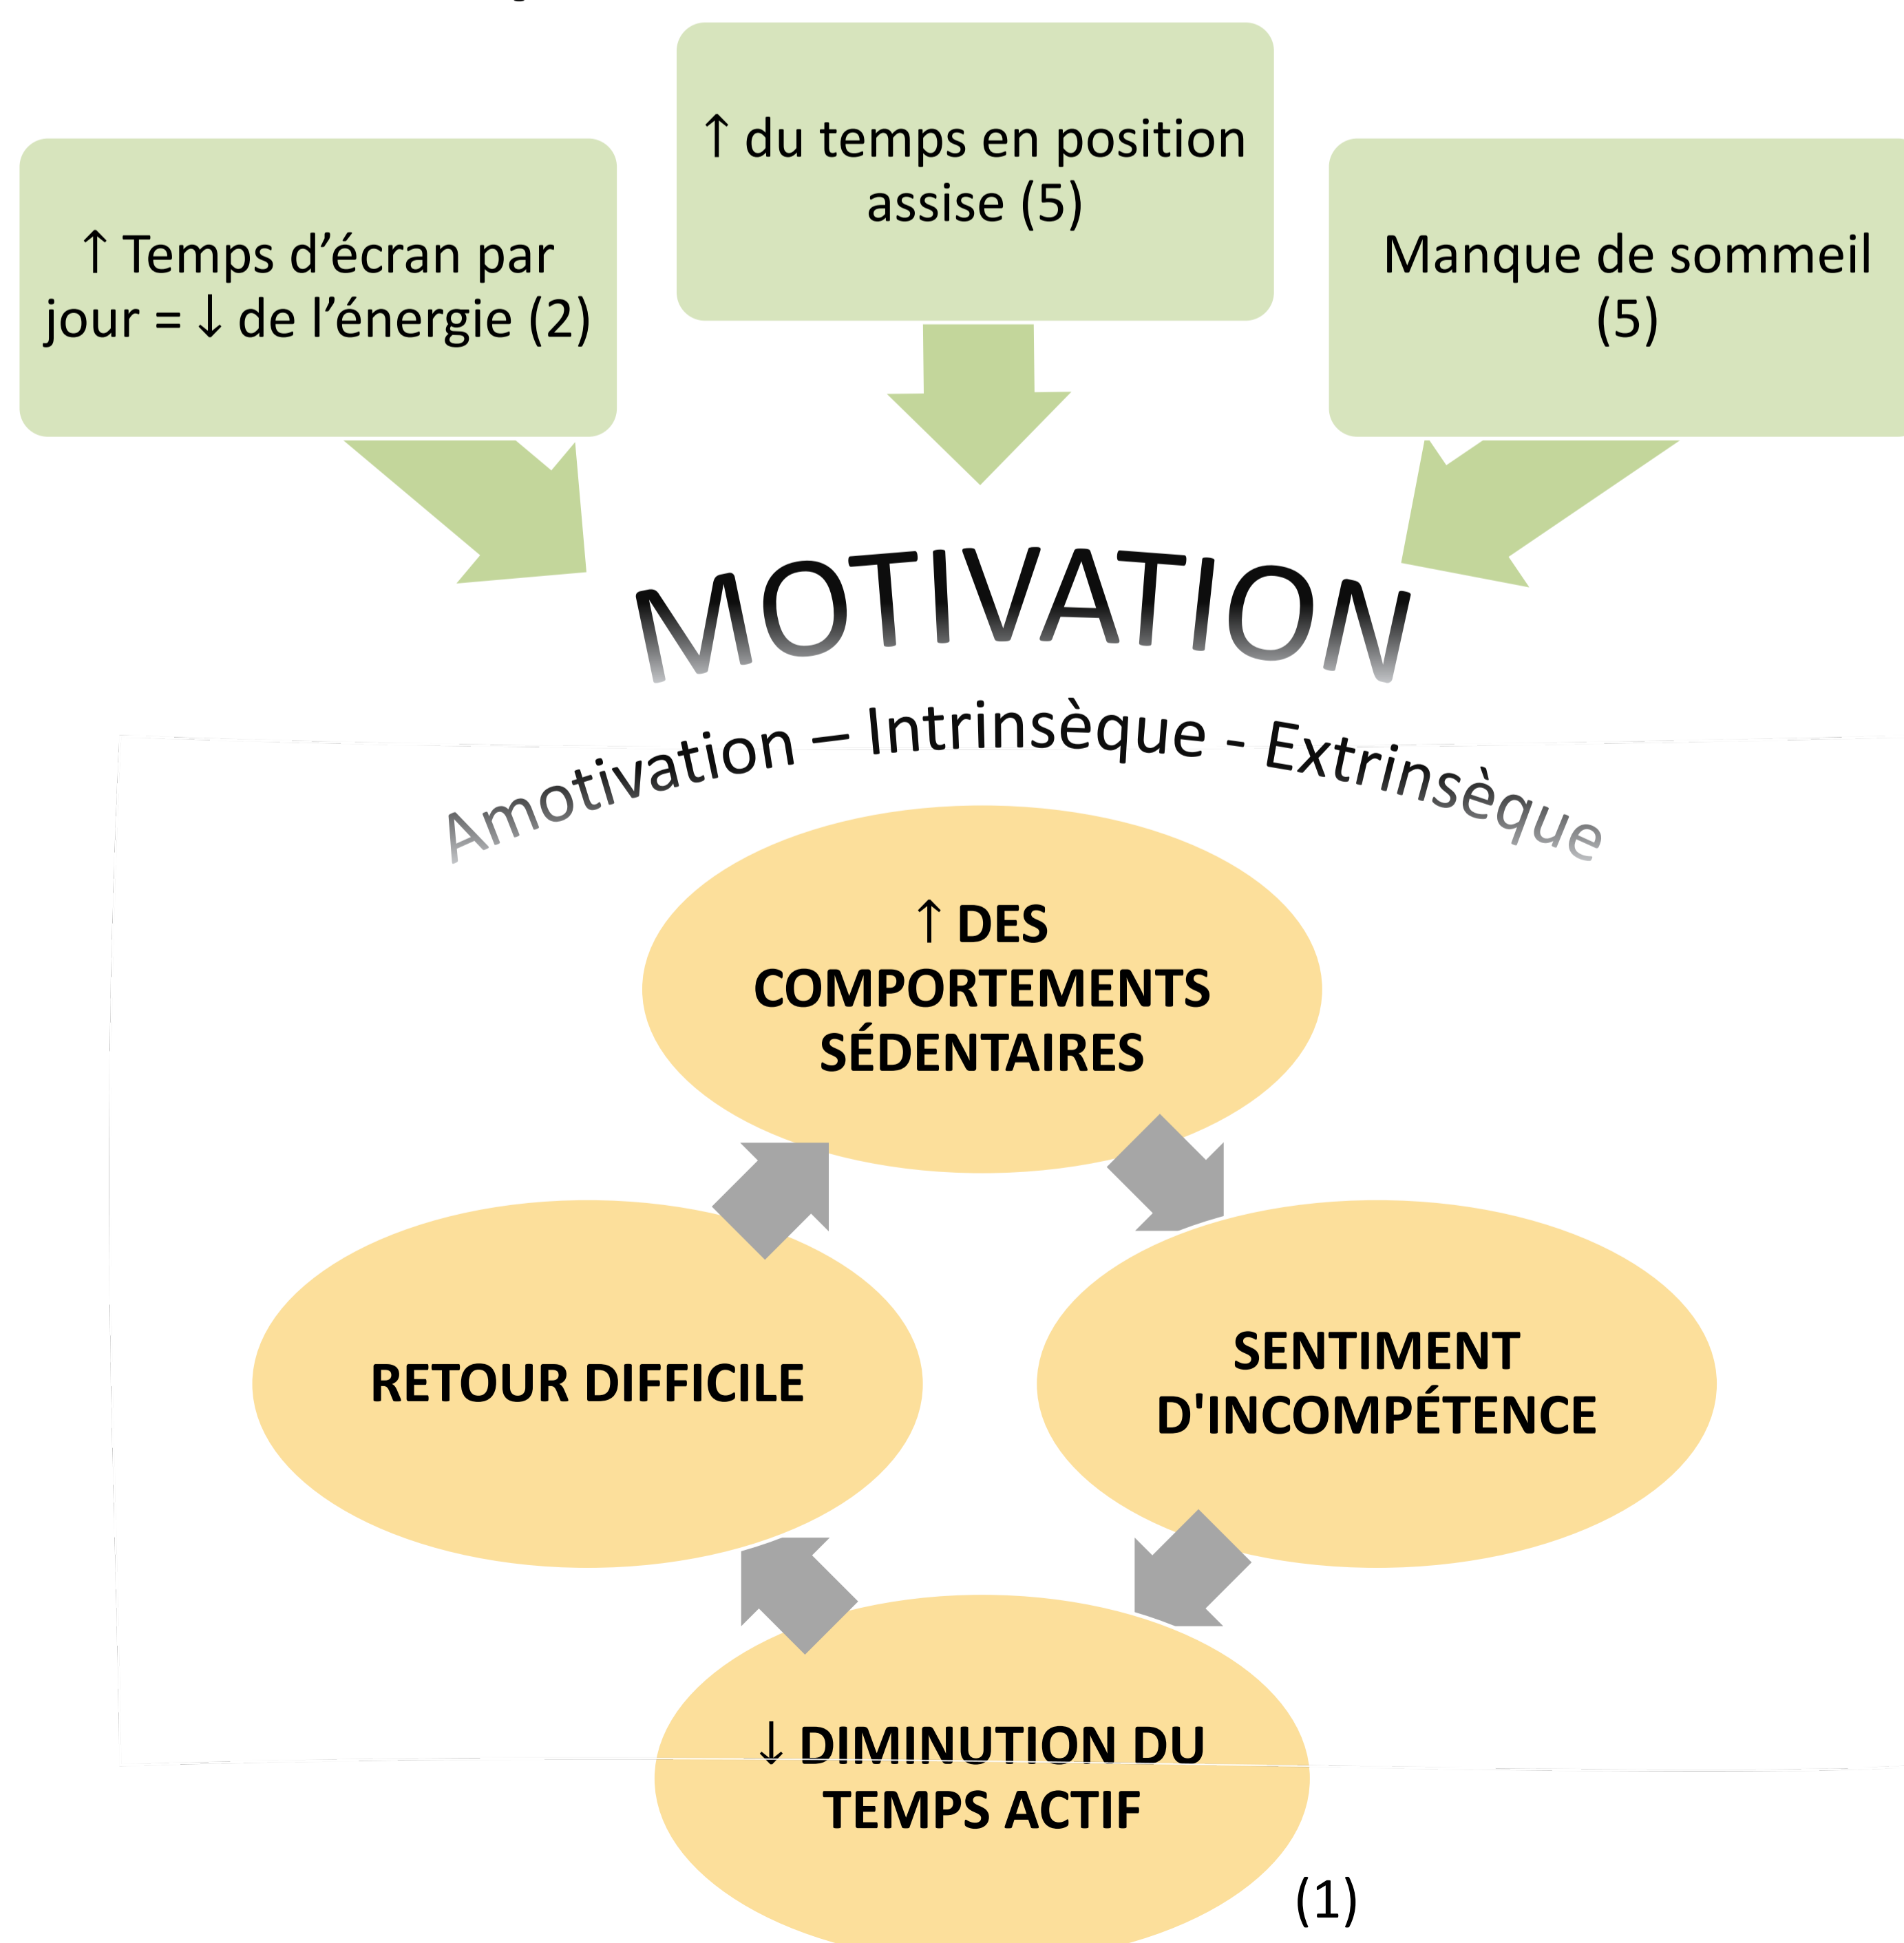 ↑ Temps d’écran par
jour = ↓ de l’énergie (2)
↑ du temps en position
assise (5)
Manque de sommeil
(5)
MOTIVATION
Amotivation – Intrinsèque - Extrinsèque
↑ DES
COMPORTEMENTS
SÉDENTAIRES
SENTIMENT
D'INCOMPÉTENCE
↓ DIMINUTION DU
TEMPS ACTIF
RETOUR DIFFICILE
(1)